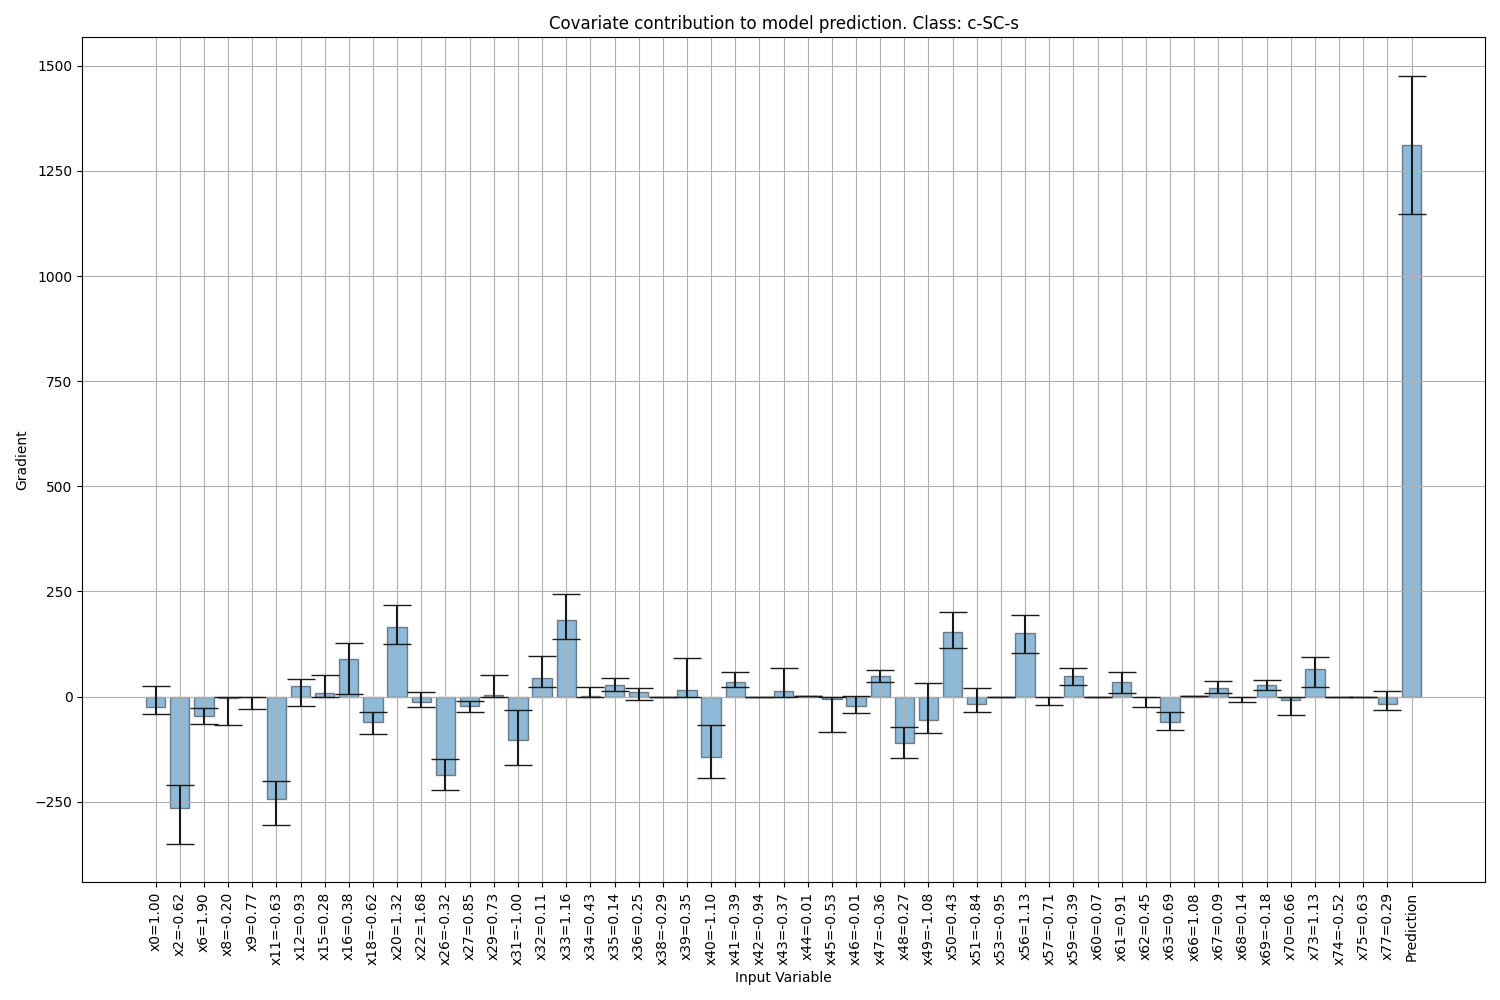 Covariate contribution to model prediction. Class: c-SC-s
1500
1250
1000
750
500
250
0
−250
Gradient
x0=1.00
x2=-0.62
x6=1.90
x8=-0.20
x9=0.77
x11=-0.63
x12=0.93
x15=0.28
x16=0.38
x18=-0.62
x20=1.32
x22=1.68
x26=-0.32
x27=0.85
x29=0.73
x31=-1.00
x32=0.11
x33=1.16
x34=0.43
x35=0.14
x36=0.25
x38=-0.29
x39=0.35
x40=-1.10
x41=-0.39
x42=-0.94
x43=-0.37
x44=0.01
x45=-0.53
x46=-0.01
x47=-0.36
x48=0.27
x49=-1.08
x50=0.43
x51=-0.84
x53=-0.95
x56=1.13
x57=-0.71
x59=-0.39
x60=0.07
x61=0.91
x62=0.45
x63=0.69
x66=1.08
x67=0.09
x68=0.14
x69=-0.18
x70=0.66
x73=1.13
x74=-0.52
x75=0.63
x77=0.29
Prediction
Input Variable